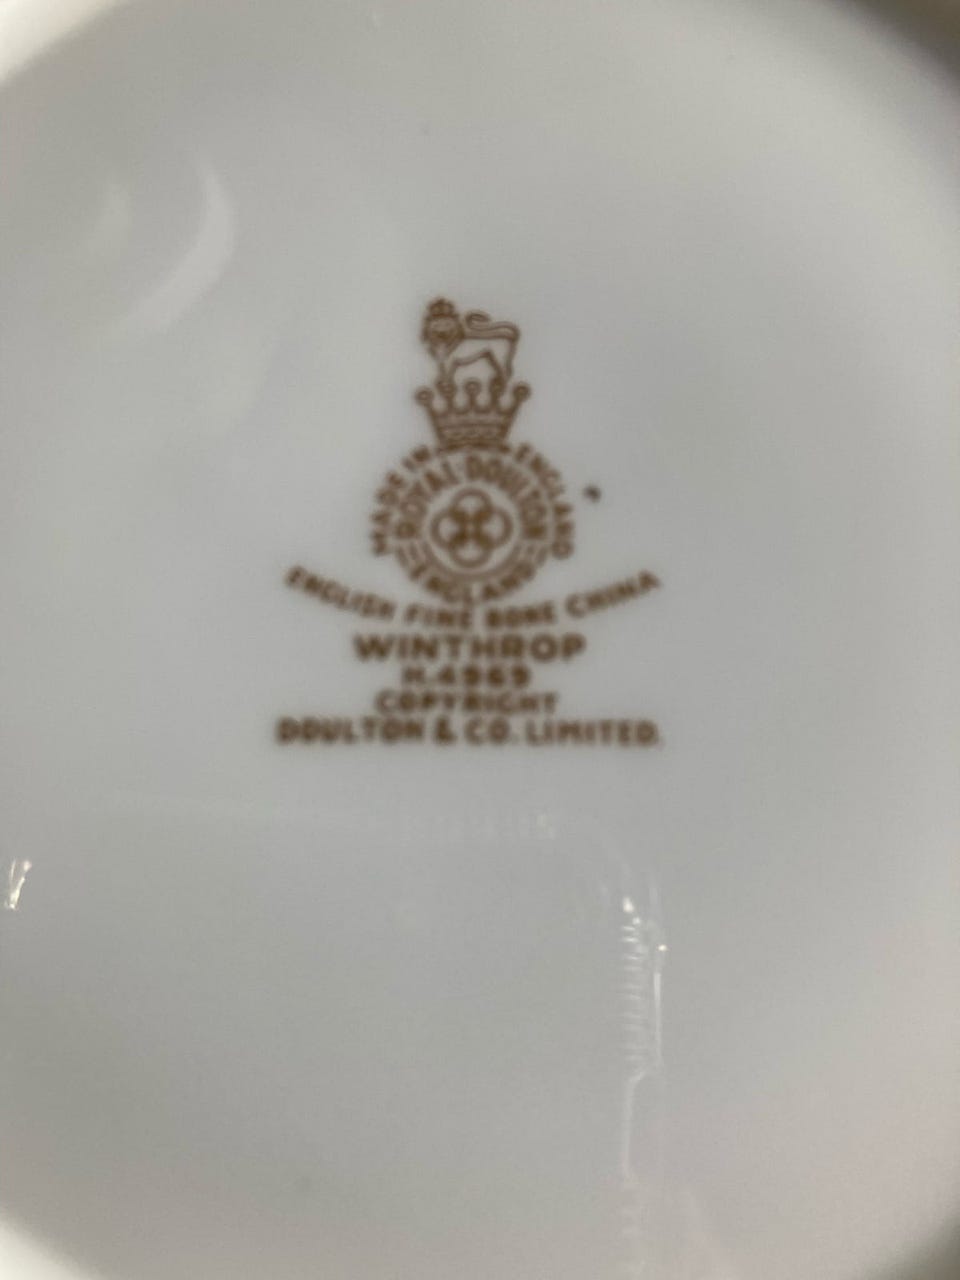 MADE IN ENGLAND
ROYAL·DOULTON
ENGLAND
ENGLISH FINE BONE CHINA
WINTHROP
H.4969
COPYRIGHT
DOULTON & CO. LIMITED.